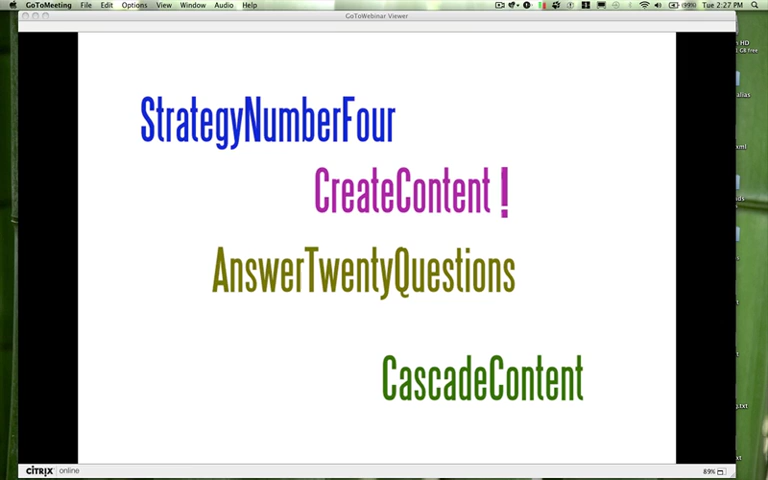 GoToMeeting File Edit Options View Window Audio Help Tue 2:27 PM
GoToWebinar Viewer
StrategyNumberFour
CreateContent!
AnswerTwentyQuestions
CascadeContent
CITRIX online
89%